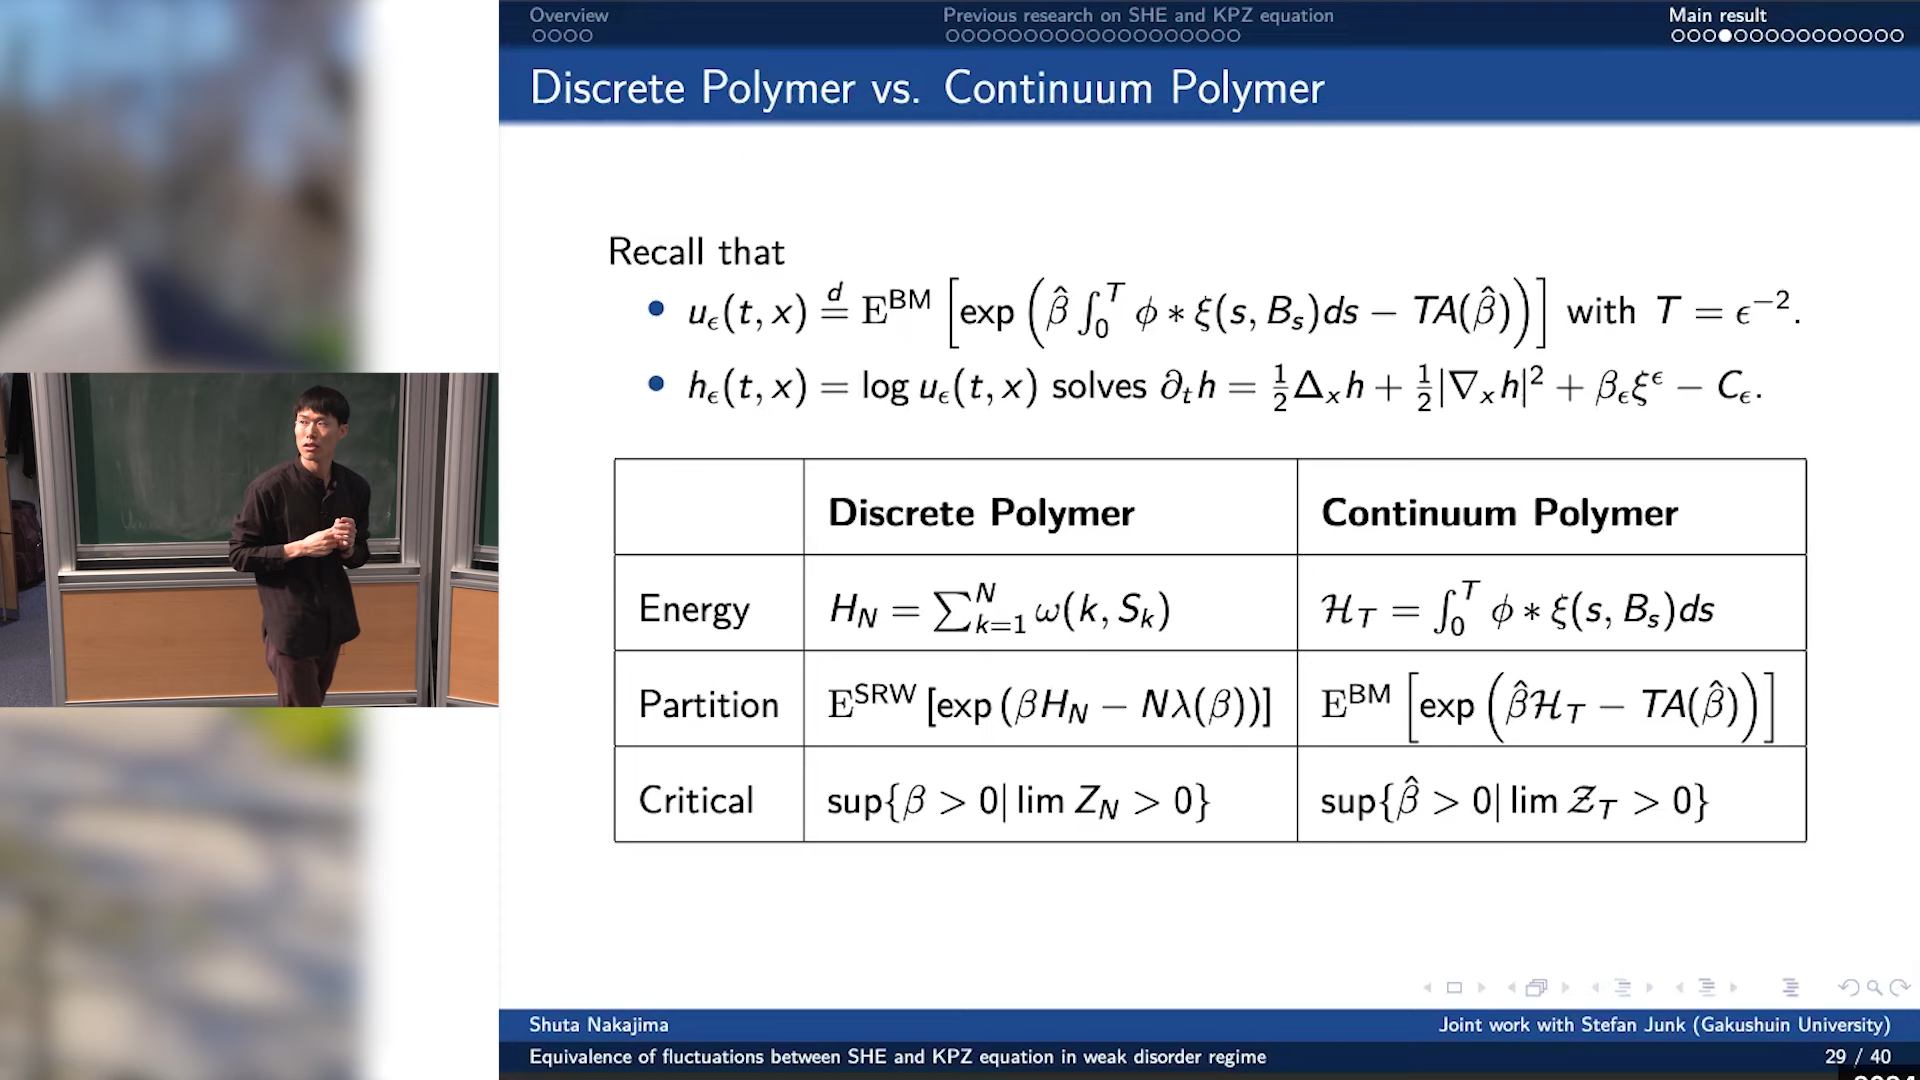 Overview
Previous research on SHE and KPZ equation
Main result
Discrete Polymer vs. Continuum Polymer
Recall that
• u_ϵ(t, x) =^d E^BM [exp (β̂ ∫_0^T ϕ ∗ ξ(s, B_s)ds − TA(β̂))] with T = ϵ^−2.
• h_ϵ(t, x) = log u_ϵ(t, x) solves ∂_t h = 1/2 Δ_x h + 1/2 |∇_x h|^2 + β_ϵ ξ^ϵ − C_ϵ.
Discrete Polymer Continuum Polymer
Energy H_N = ∑_{k=1}^N ω(k, S_k) ℋ_T = ∫_0^T ϕ ∗ ξ(s, B_s)ds
Partition E^SRW [exp (βH_N − Nλ(β))] E^BM [exp (β̂ℋ_T − TA(β̂))]
Critical sup{β > 0| lim Z_N > 0} sup{β̂ > 0| lim 𝒵_T > 0}
Shuta Nakajima
Joint work with Stefan Junk (Gakushuin University)
Equivalence of fluctuations between SHE and KPZ equation in weak disorder regime
29 / 40